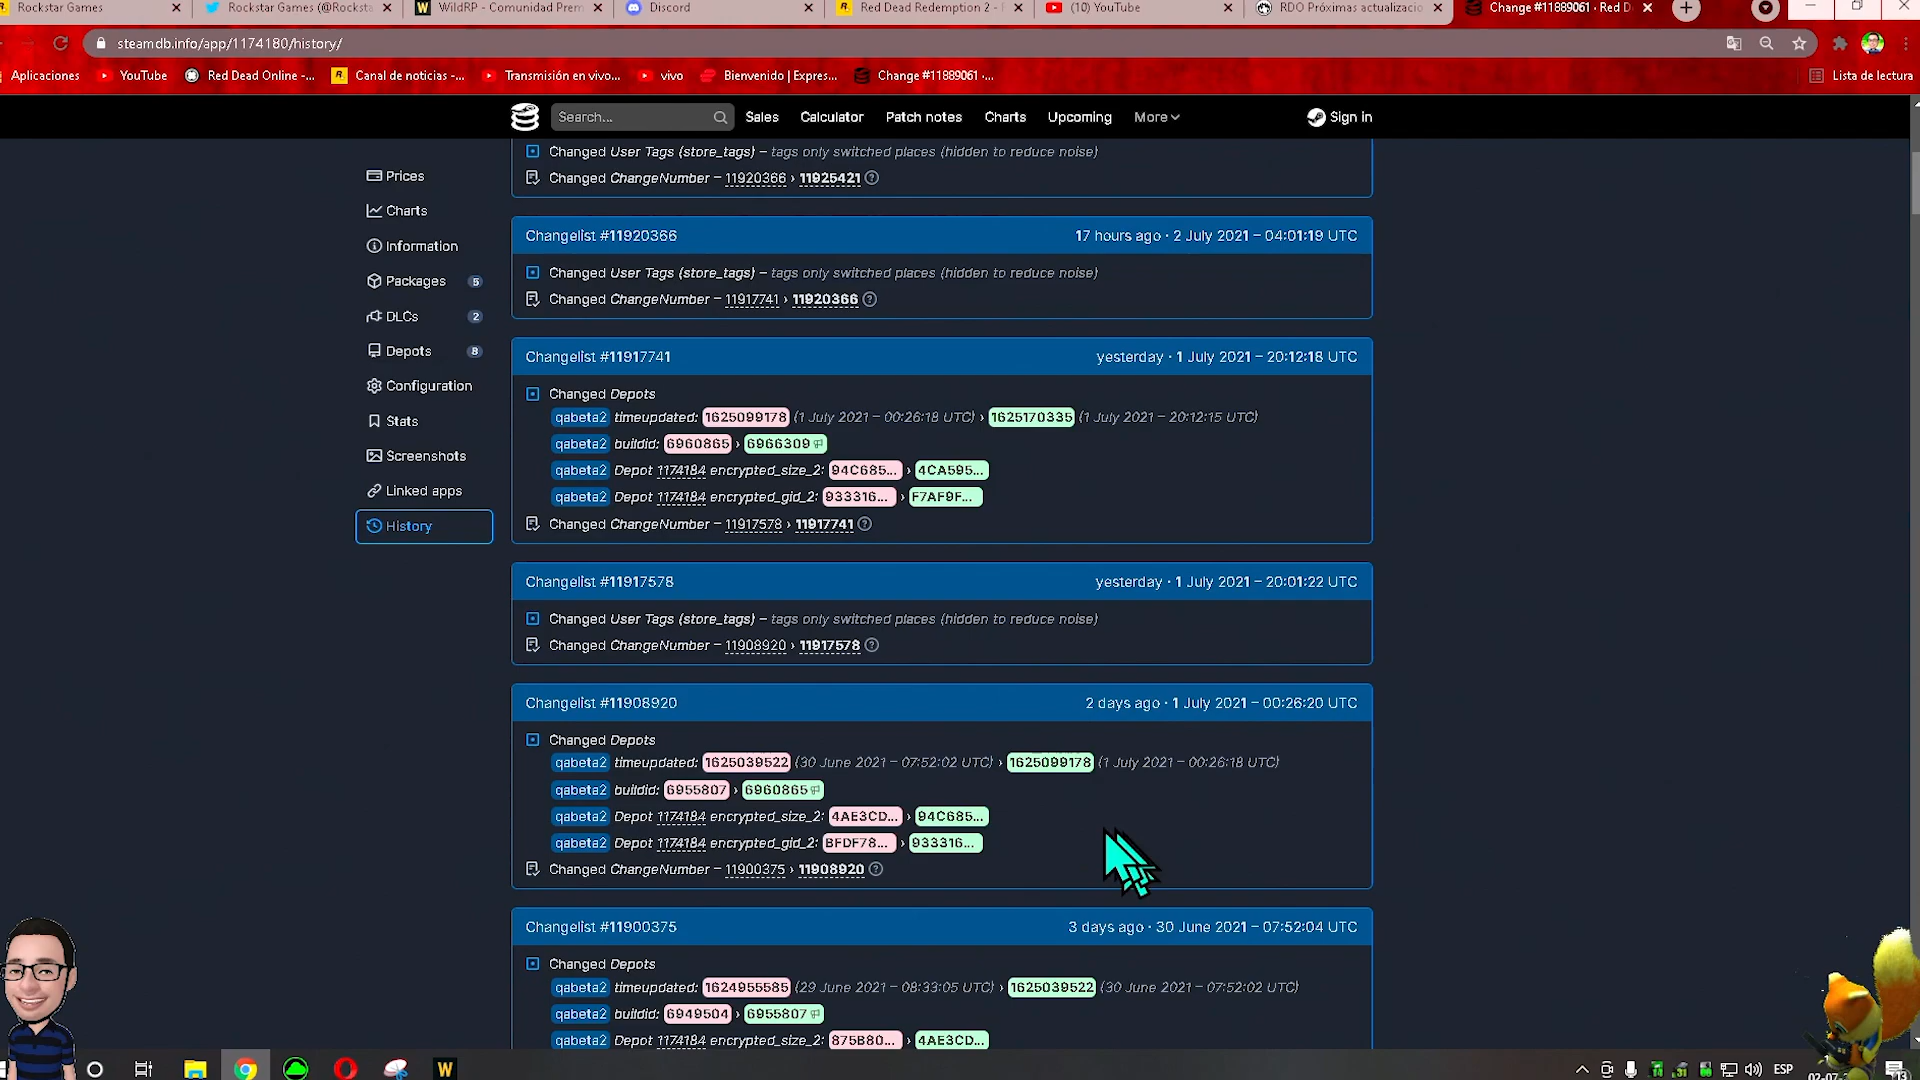 Rockstar Games
Rockstar Games (@Rocksta
WildRP - Comunidad Prem
Discord
Red Dead Redemption 2 -
(10) YouTube
RDO Próximas actualizacio
Change #11889061 · Red D
steamdb.info/app/1174180/history/
Aplicaciones
YouTube
Red Dead Online -...
Canal de noticias -...
Transmisión en vivo...
vivo
Bienvenido | Expres...
Change #11889061 ·...
Lista de lectura
Search...
Sales
Calculator
Patch notes
Charts
Upcoming
More
Sign in
Prices
Charts
Information
Packages 5
DLCs 2
Depots 8
Configuration
Stats
Screenshots
Linked apps
History
Changed User Tags (store_tags) – tags only switched places (hidden to reduce noise)
Changed ChangeNumber – 11920366 › 11925421
Changelist #11920366 17 hours ago · 2 July 2021 – 04:01:19 UTC
Changed User Tags (store_tags) – tags only switched places (hidden to reduce noise)
Changed ChangeNumber – 11917741 › 11920366
Changelist #11917741 yesterday · 1 July 2021 – 20:12:18 UTC
Changed Depots
qabeta2 timeupdated: 1625099178 (1 July 2021 – 00:26:18 UTC) › 1625170335 (1 July 2021 – 20:12:15 UTC)
qabeta2 buildid: 6960865 › 6966309
qabeta2 Depot 1174184 encrypted_size_2: 94C685... › 4CA595...
qabeta2 Depot 1174184 encrypted_gid_2: 933316... › F7AF9F...
Changed ChangeNumber – 11917578 › 11917741
Changelist #11917578 yesterday · 1 July 2021 – 20:01:22 UTC
Changed User Tags (store_tags) – tags only switched places (hidden to reduce noise)
Changed ChangeNumber – 11908920 › 11917578
Changelist #11908920 2 days ago · 1 July 2021 – 00:26:20 UTC
Changed Depots
qabeta2 timeupdated: 1625039522 (30 June 2021 – 07:52:02 UTC) › 1625099178 (1 July 2021 – 00:26:18 UTC)
qabeta2 buildid: 6955807 › 6960865
qabeta2 Depot 1174184 encrypted_size_2: 4AE3CD... › 94C685...
qabeta2 Depot 1174184 encrypted_gid_2: BFDF78... › 933316...
Changed ChangeNumber – 11900375 › 11908920
Changelist #11900375 3 days ago · 30 June 2021 – 07:52:04 UTC
Changed Depots
qabeta2 timeupdated: 1624955585 (29 June 2021 – 08:33:05 UTC) › 1625039522 (30 June 2021 – 07:52:02 UTC)
qabeta2 buildid: 6949504 › 6955807
qabeta2 Depot 1174184 encrypted_size_2: 875B80... › 4AE3CD...
W
ESP
02-07-
13